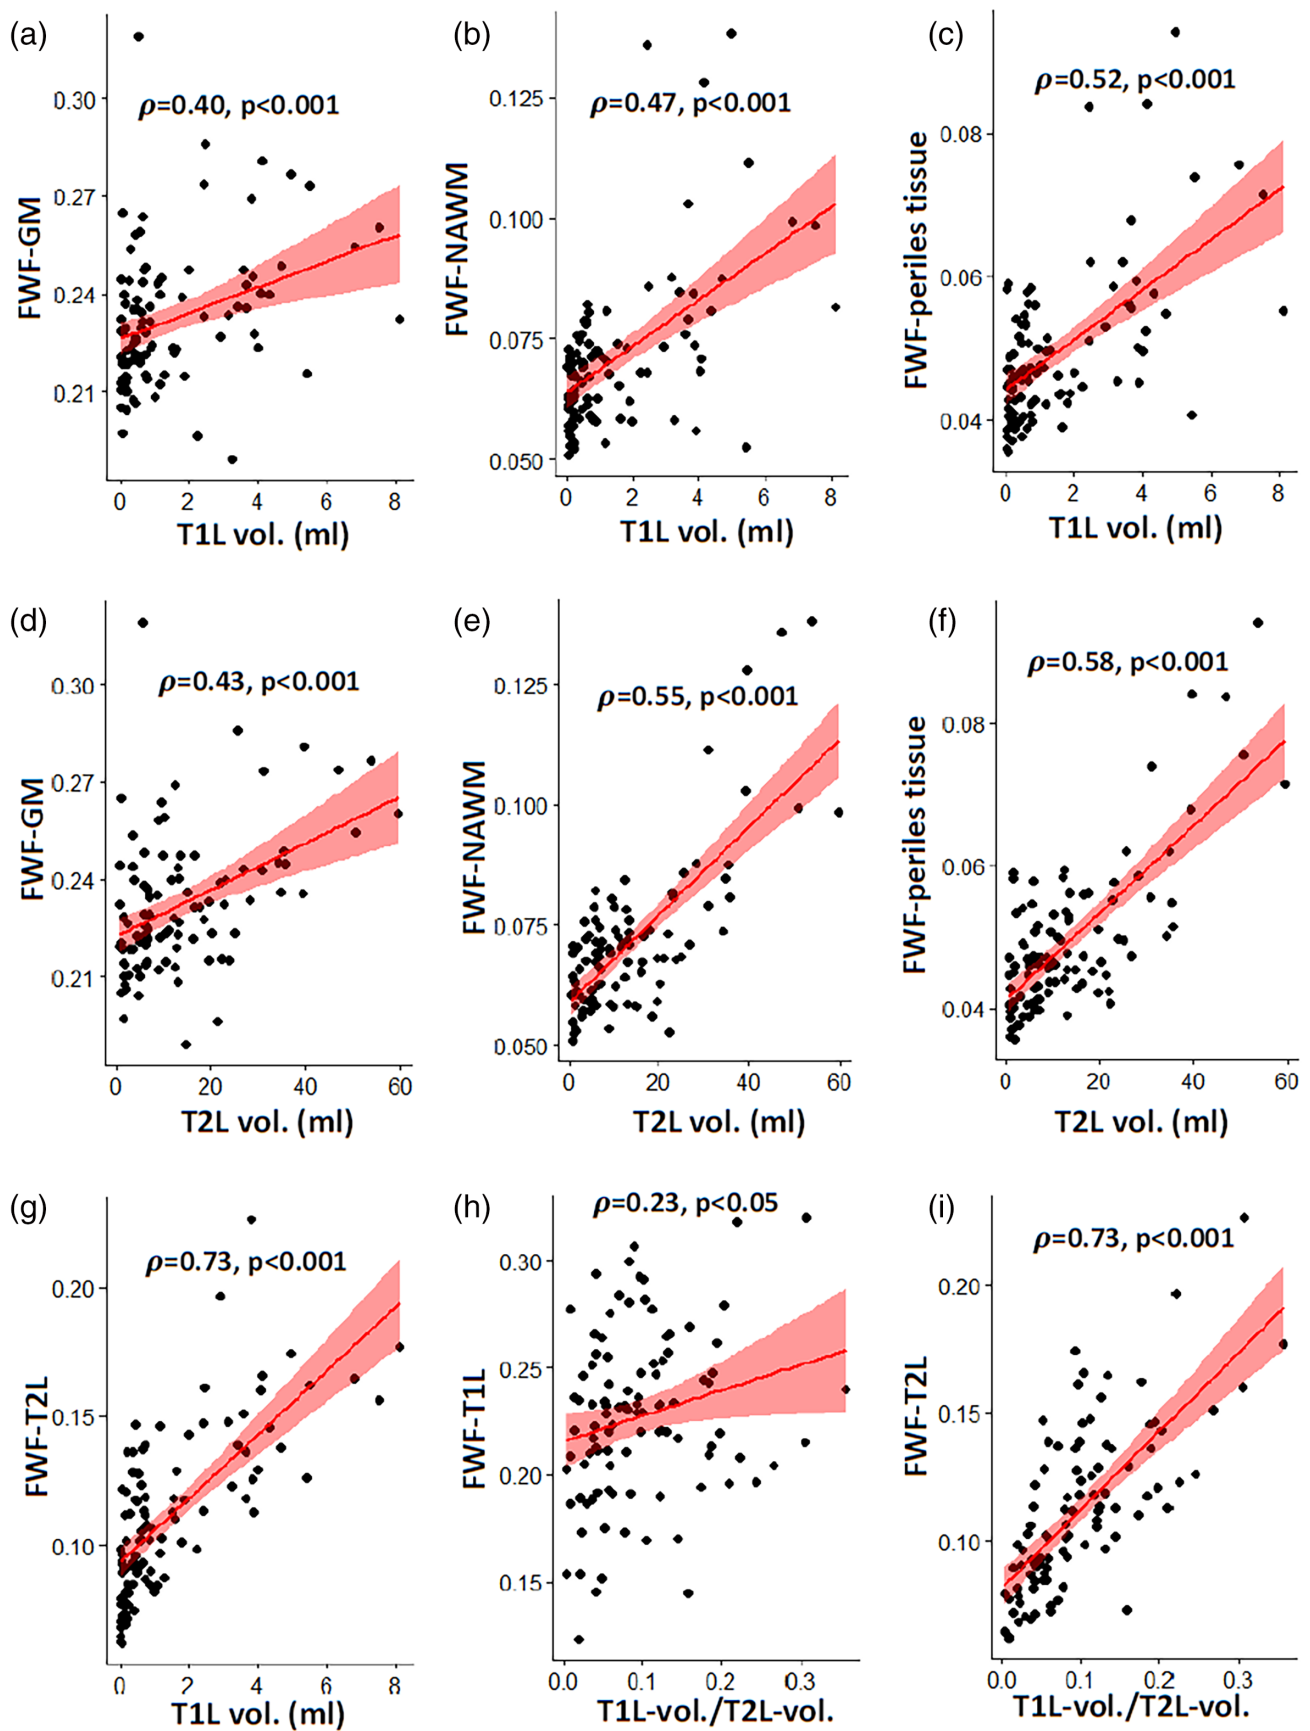 (a)
ρ=0.40, p<0.001
FWF-GM
0.30
0.27
0.24
0.21
0 2 4 6 8
T1L vol. (ml)
(b)
ρ=0.47, p<0.001
FWF-NAWM
0.125
0.100
0.075
0.050
0 2 4 6 8
T1L vol. (ml)
(c)
ρ=0.52, p<0.001
FWF-periles tissue
0.08
0.06
0.04
0 2 4 6 8
T1L vol. (ml)
(d)
ρ=0.43, p<0.001
FWF-GM
0.30
0.27
0.24
0.21
0 20 40 60
T2L vol. (ml)
(e)
ρ=0.55, p<0.001
FWF-NAWM
0.125
0.100
0.075
0.050
0 20 40 60
T2L vol. (ml)
(f)
ρ=0.58, p<0.001
FWF-periles tissue
0.08
0.06
0.04
0 20 40 60
T2L vol. (ml)
(g)
ρ=0.73, p<0.001
FWF-T2L
0.20
0.15
0.10
0 2 4 6 8
T1L vol. (ml)
(h)
ρ=0.23, p<0.05
FWF-T1L
0.30
0.25
0.20
0.15
0.0 0.1 0.2 0.3
T1L-vol./T2L-vol.
(i)
ρ=0.73, p<0.001
FWF-T2L
0.20
0.15
0.10
0.0 0.1 0.2 0.3
T1L-vol./T2L-vol.